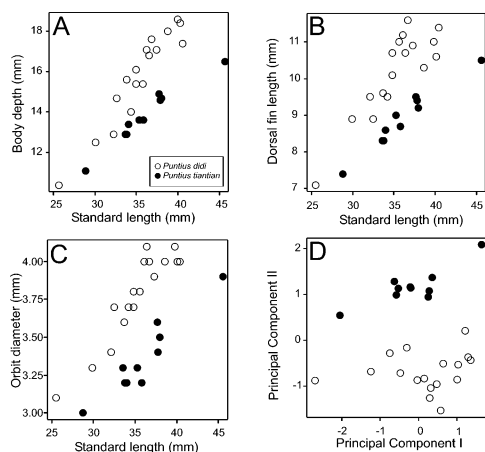 A
Body depth (mm)
18
16
14
12
Puntius didi
Puntius tiantian
25 30 35 40 45
Standard length (mm)
B
Dorsal fin length (mm)
11
10
9
8
7
25 30 35 40 45
Standard length (mm)
C
Orbit diameter (mm)
4.00
3.75
3.50
3.25
3.00
25 30 35 40 45
Standard length (mm)
D
Principal Component II
2
1
0
-1
-2 -1 0 1
Principal Component I